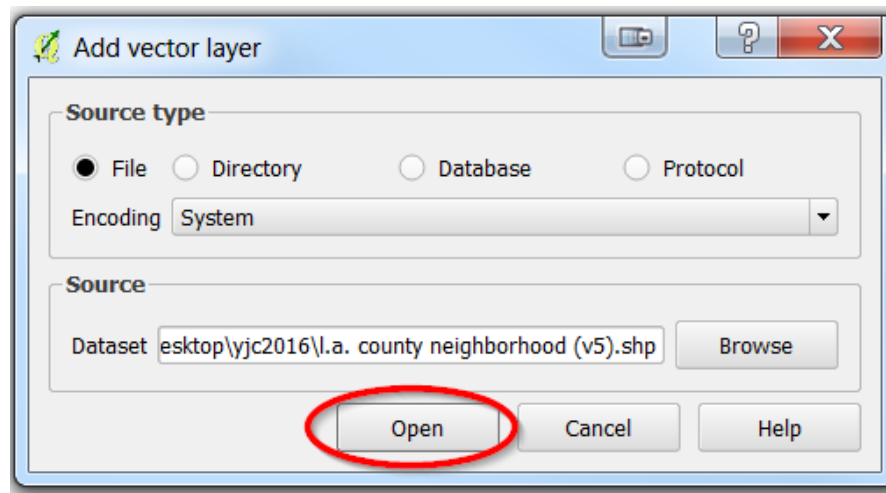 Add vector layer
Source type
File Directory Database Protocol
Encoding System
Source
Dataset esktop\yjc2016\l.a. county neighborhood (v5).shp Browse
Open Cancel Help